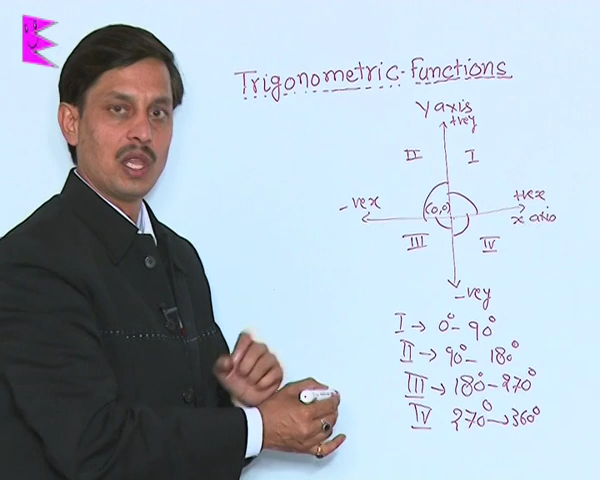 Trigonometric-Functions
Y axis
+vey
II
I
-vex
(0,0)
+vex
x axis
III
IV
-vey
I → 0°- 90°
II → 90° - 180°
III → 180°-270°
IV 270° → 360°